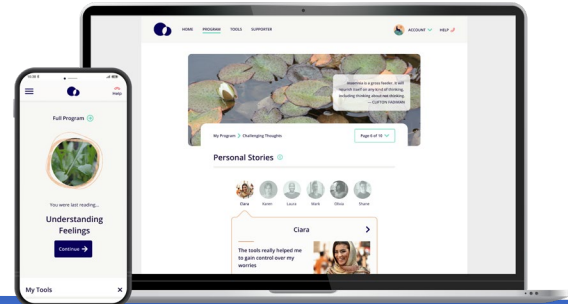 HOME PROGRAM TOOLS SUPPORTER ACCOUNT HELP
Insomnia is a gross feeder. It will
nourish itself on any kind of thinking,
including thinking about not thinking.
— CLIFTON FADIMAN
My Program Challenging Thoughts Page 6 of 10
Personal Stories
Ciara Karen Laura Mark Olivia Shane
Ciara
The tools really helped me
to gain control over my
worries
Help
Full Program
You were last reading...
Understanding
Feelings
Continue
My Tools